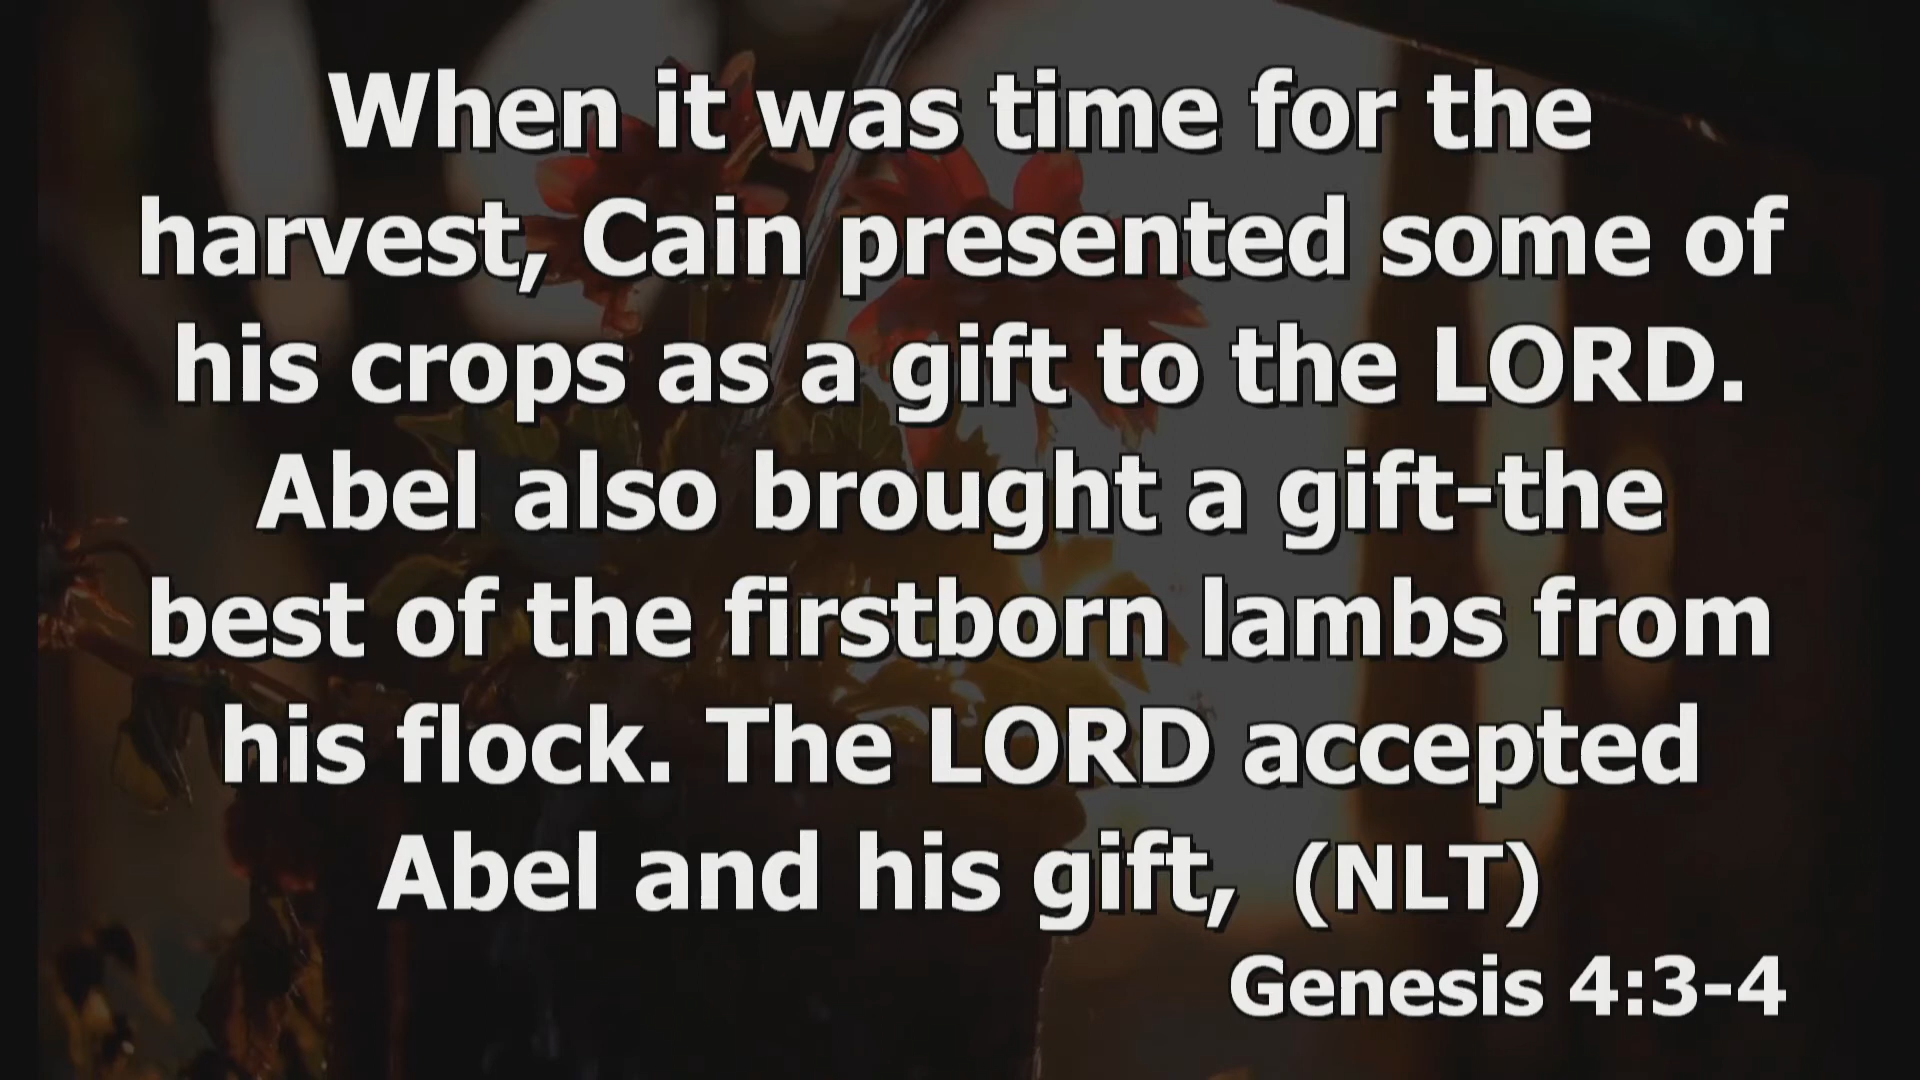 When it was time for the
harvest, Cain presented some of
his crops as a gift to the LORD.
Abel also brought a gift-the
best of the firstborn lambs from
his flock. The LORD accepted
Abel and his gift, (NLT)
Genesis 4:3-4